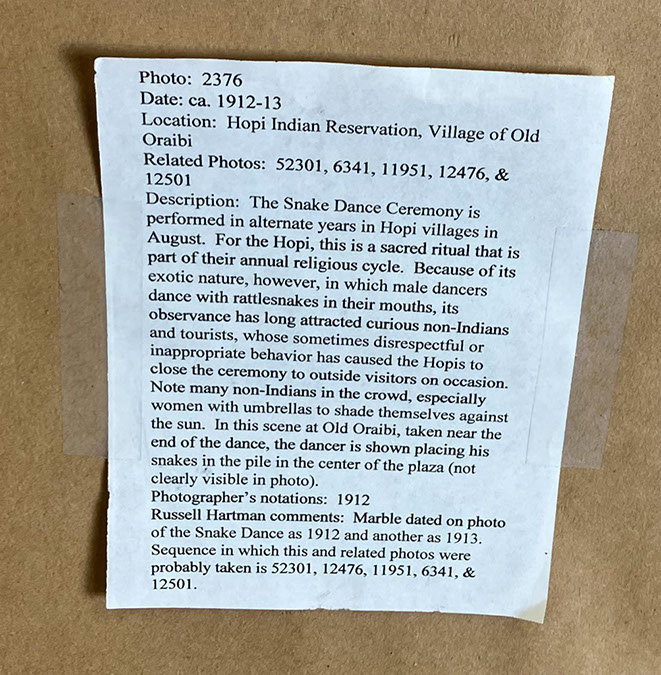 Photo: 2376
Date: ca. 1912-13
Location: Hopi Indian Reservation, Village of Old
Oraibi
Related Photos: 52301, 6341, 11951, 12476, &
12501
Description: The Snake Dance Ceremony is
performed in alternate years in Hopi villages in
August. For the Hopi, this is a sacred ritual that is
part of their annual religious cycle. Because of its
exotic nature, however, in which male dancers
dance with rattlesnakes in their mouths, its
observance has long attracted curious non-Indians
and tourists, whose sometimes disrespectful or
inappropriate behavior has caused the Hopis to
close the ceremony to outside visitors on occasion.
Note many non-Indians in the crowd, especially
women with umbrellas to shade themselves against
the sun. In this scene at Old Oraibi, taken near the
end of the dance, the dancer is shown placing his
snakes in the pile in the center of the plaza (not
clearly visible in photo).
Photographer's notations: 1912
Russell Hartman comments: Marble dated on photo
of the Snake Dance as 1912 and another as 1913.
Sequence in which this and related photos were
probably taken is 52301, 12476, 11951, 6341, &
12501.